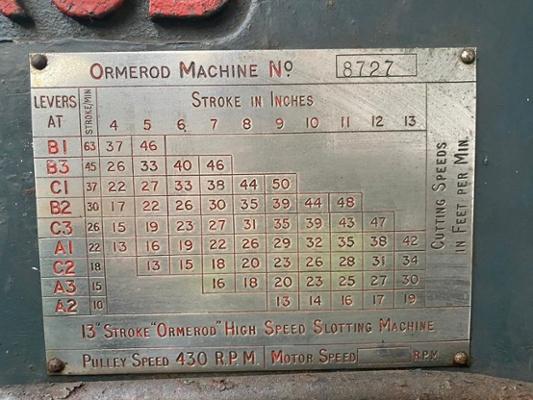 ORMEROD MACHINE No 8727
LEVERS AT STROKE/MIN STROKE IN INCHES CUTTING SPEEDS IN FEET PER MIN.
4 5 6 7 8 9 10 11 12 13
B1 63 37 46
B3 45 26 33 40 46
C1 37 22 27 33 38 44 50
B2 30 17 22 26 30 35 39 44 48
C3 26 15 19 23 27 31 35 39 43 47
A1 22 13 16 19 22 26 29 32 35 38 42
C2 18 13 15 18 20 23 26 28 31 34
A3 15 16 18 20 23 25 27 30
A2 10 13 14 16 17 19
13" STROKE "ORMEROD" HIGH SPEED SLOTTING MACHINE
PULLEY SPEED 430 R.P.M MOTOR SPEED RPM